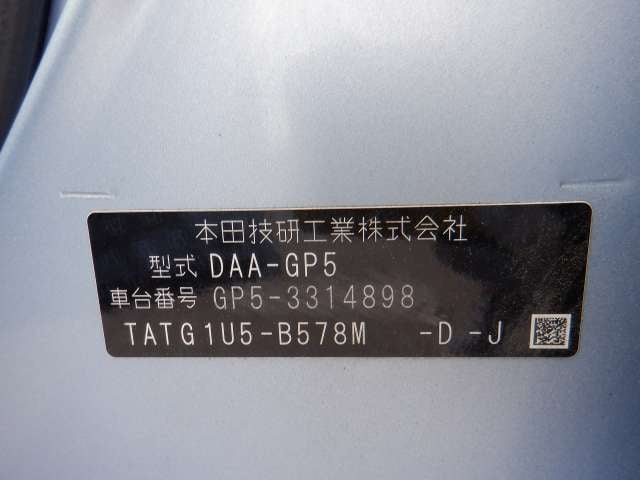 本田技研工業株式会社
型式 DAA-GP5
車台番号 GP5-3314898
TATG1U5-B578M -D -J